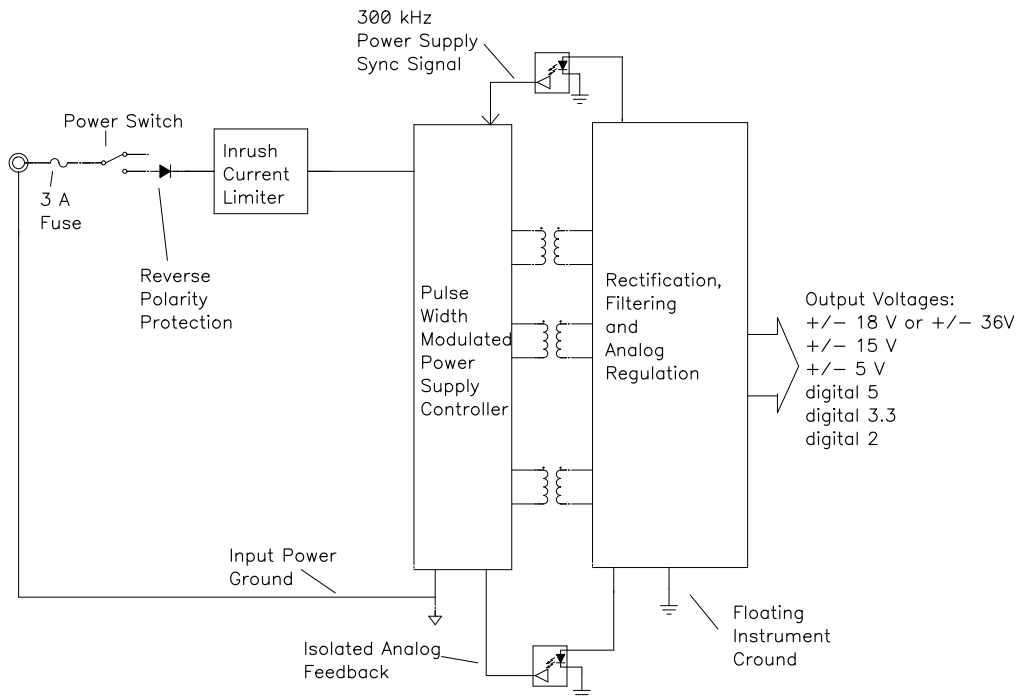 300 kHz
Power Supply
Sync Signal
Power Switch
Inrush
Current
Limiter
3 A
Fuse
Reverse
Polarity
Protection
Pulse
Width
Modulated
Power
Supply
Controller
Rectification,
Filtering
and
Analog
Regulation
Output Voltages:
+/− 18 V or +/− 36V
+/− 15 V
+/− 5 V
digital 5
digital 3.3
digital 2
Input Power
Ground
Isolated Analog
Feedback
Floating
Instrument
Cround